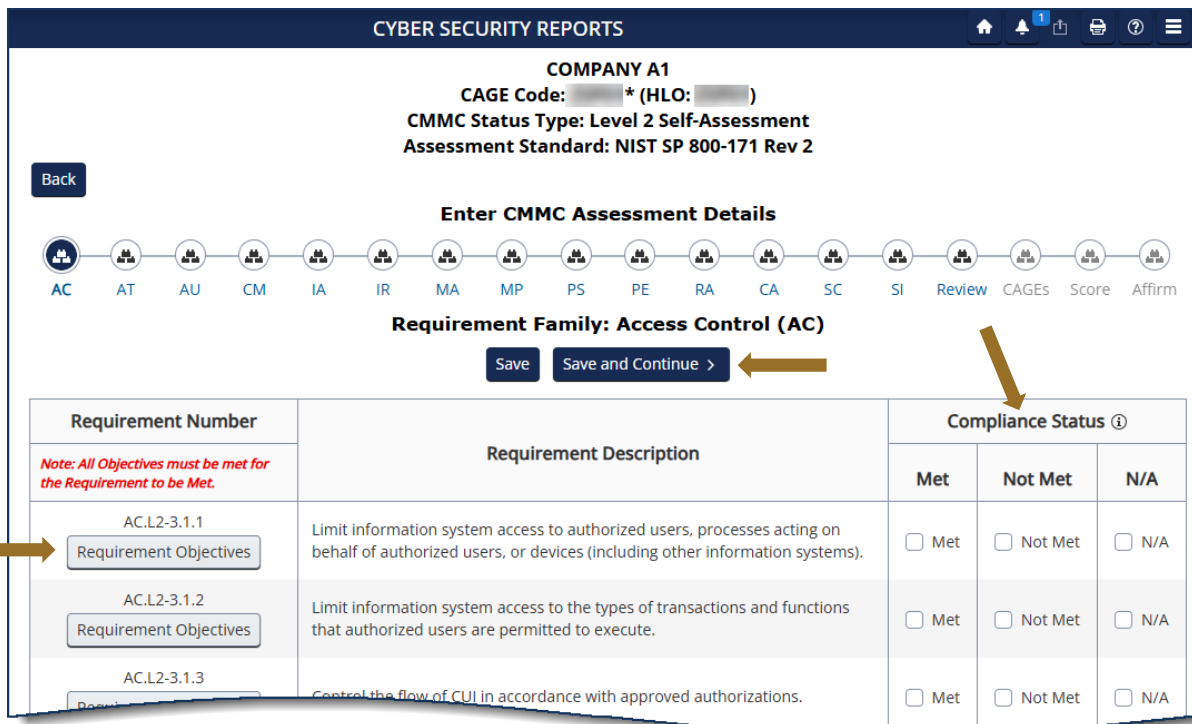 CYBER SECURITY REPORTS
1
COMPANY A1
CAGE Code: * (HLO: )
CMMC Status Type: Level 2 Self-Assessment
Assessment Standard: NIST SP 800-171 Rev 2
Back
Enter CMMC Assessment Details
AC AT AU CM IA IR MA MP PS PE RA CA SC SI Review CAGEs Score Affirm
Requirement Family: Access Control (AC)
Save Save and Continue >
Requirement Number
Note: All Objectives must be met for
the Requirement to be Met.
Requirement Description
Compliance Status
Met Not Met N/A
AC.L2-3.1.1
Requirement Objectives
Limit information system access to authorized users, processes acting on
behalf of authorized users, or devices (including other information systems).
Met Not Met N/A
AC.L2-3.1.2
Requirement Objectives
Limit information system access to the types of transactions and functions
that authorized users are permitted to execute.
Met Not Met N/A
AC.L2-3.1.3
Control the flow of CUI in accordance with approved authorizations.
Met Not Met N/A